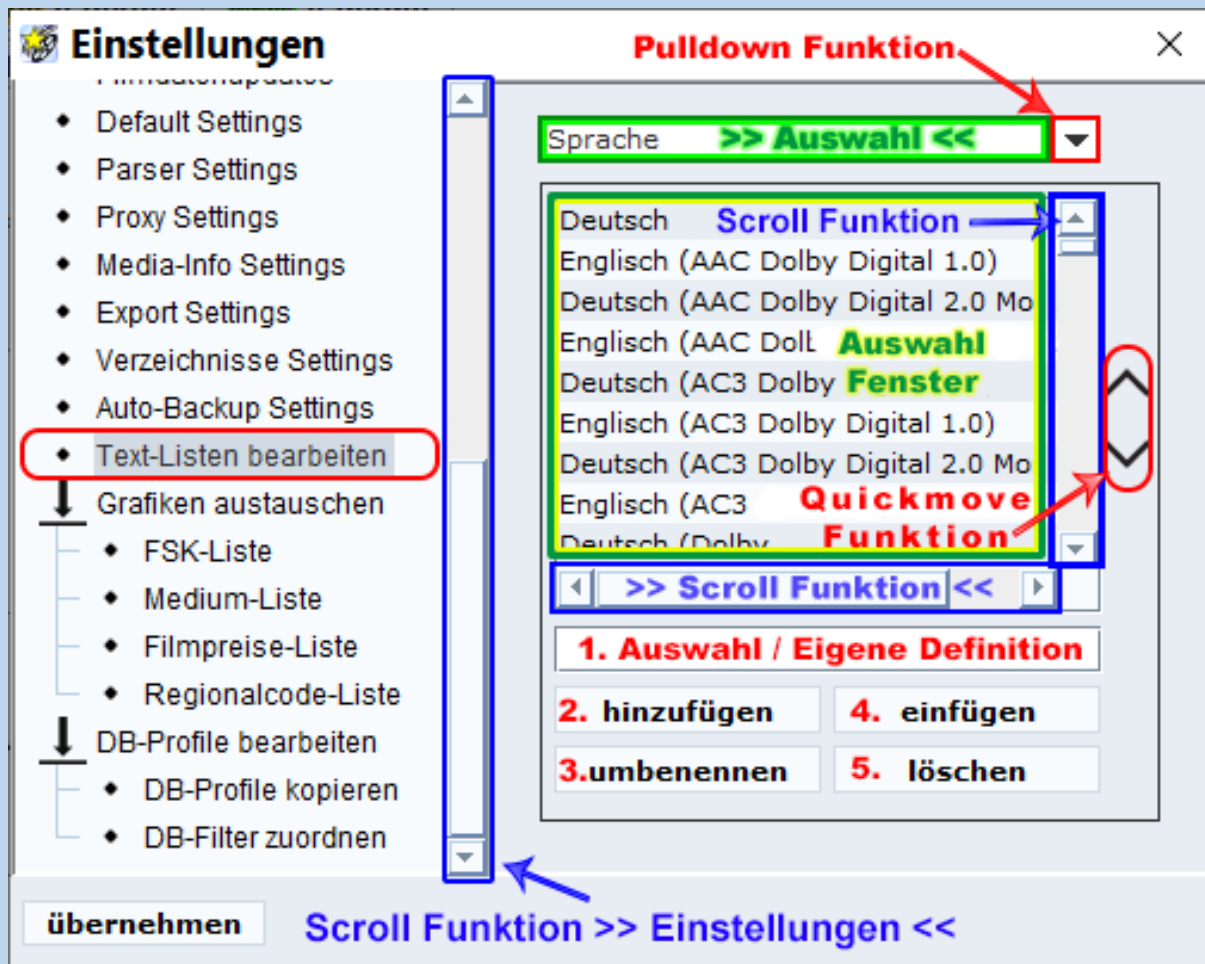 Einstellungen
Pulldown Funktion
Default Settings
Parser Settings
Proxy Settings
Media-Info Settings
Export Settings
Verzeichnisse Settings
Auto-Backup Settings
Text-Listen bearbeiten
Grafiken austauschen
FSK-Liste
Medium-Liste
Filmpreise-Liste
Regionalcode-Liste
DB-Profile bearbeiten
DB-Profile kopieren
DB-Filter zuordnen
Sprache >> Auswahl <<
Deutsch Scroll Funktion
Englisch (AAC Dolby Digital 1.0)
Deutsch (AAC Dolby Digital 2.0 Mo
Englisch (AAC Auswahl
Deutsch (AC3 Dolby Fenster
Englisch (AC3 Dolby Digital 1.0)
Deutsch (AC3 Dolby Digital 2.0 Mo
Englisch (AC3 Quickmove
Deutsch (Dolby Funktion
>> Scroll Funktion <<
1. Auswahl / Eigene Definition
2. hinzufügen 4. einfügen
3.umbenennen 5. löschen
übernehmen Scroll Funktion >> Einstellungen <<